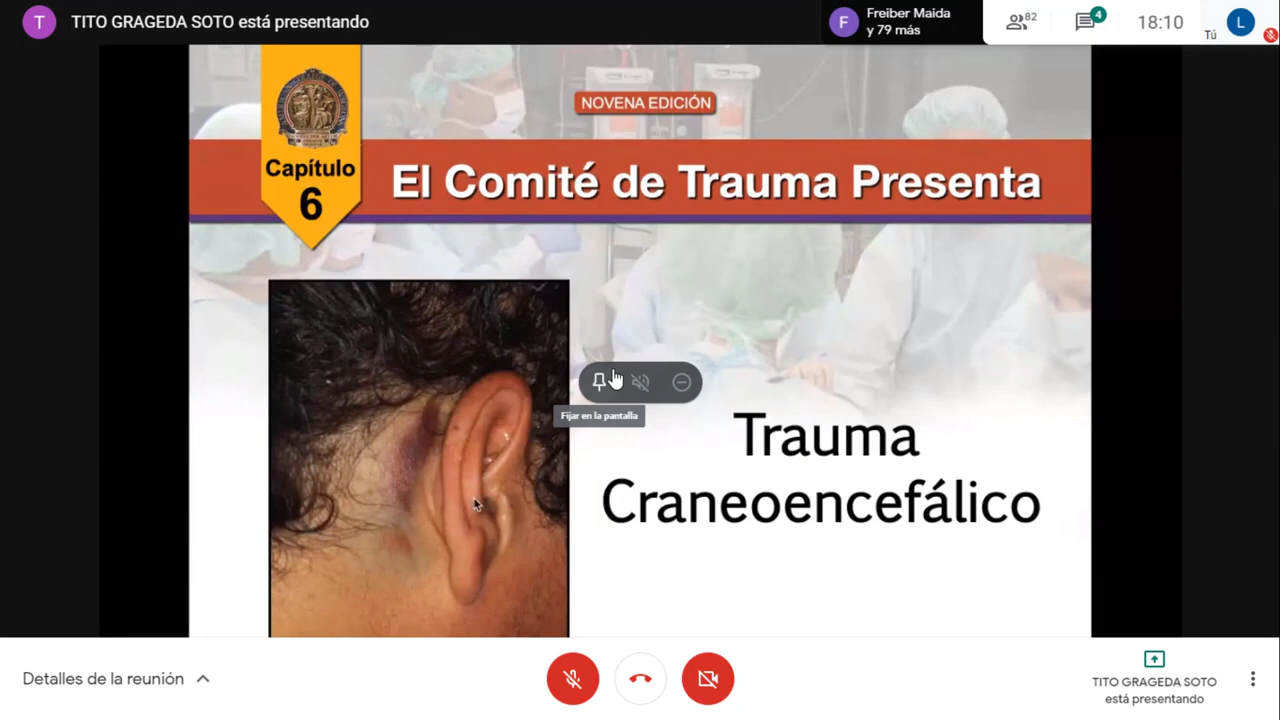 T
TITO GRAGEDA SOTO está presentando
F
Freiber Maida
y 79 más
82
4
18:10
Tú
L
NOVENA EDICIÓN
Capítulo
6
El Comité de Trauma Presenta
Fijar en la pantalla
Trauma
Craneoencefálico
Detalles de la reunión
TITO GRAGEDA SOTO
está presentando